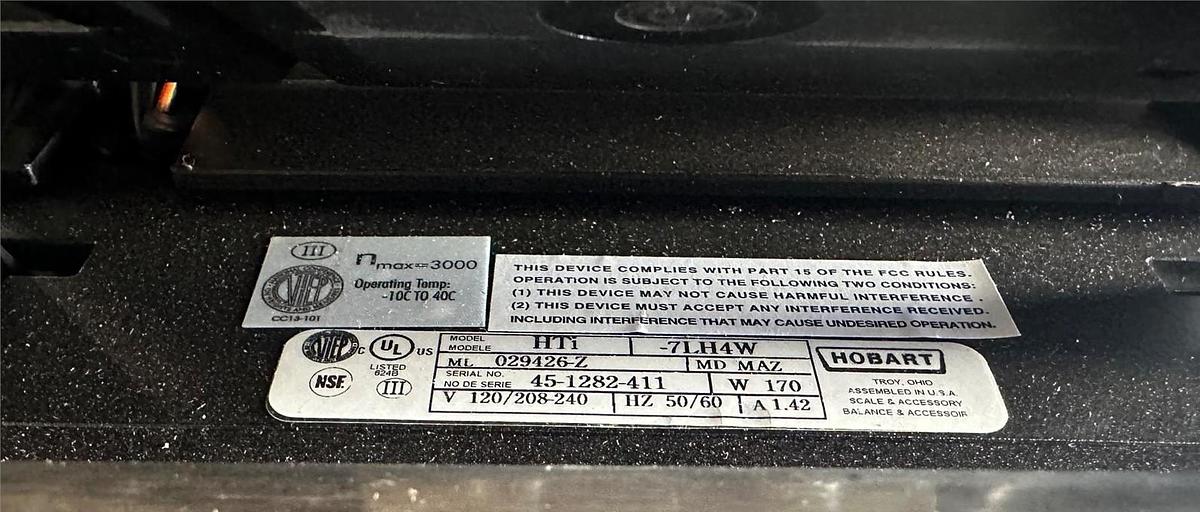 III
nmax=3000
NTEP
Operating Temp:
-10C TO 40C
CC13-101
THIS DEVICE COMPLIES WITH PART 15 OF THE FCC RULES.
OPERATION IS SUBJECT TO THE FOLLOWING TWO CONDITIONS:
(1) THIS DEVICE MAY NOT CAUSE HARMFUL INTERFERENCE .
(2) THIS DEVICE MUST ACCEPT ANY INTERFERENCE RECEIVED.
INCLUDING INTERFERENCE THAT MAY CAUSE UNDESIRED OPERATION.
NTEP
C UL US
LISTED
624B
NSF.
III
MODEL
MODELE
HTi -7LH4W
ML 029426-Z MD MAZ
SERIAL NO.
NO DE SERIE 45-1282-411 W 170
V 120/208-240 HZ 50/60 A 1.42
HOBART
TROY, OHIO
ASSEMBLED IN U.S.A.
SCALE & ACCESSORY
BALANCE & ACCESSOIR